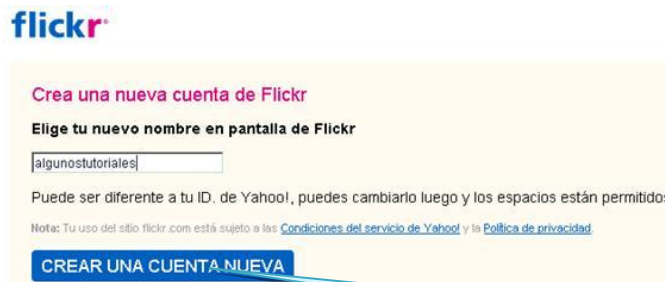 flickr
Crea una nueva cuenta de Flickr
Elige tu nuevo nombre en pantalla de Flickr
algunostutoriales
Puede ser diferente a tu ID. de Yahoo!, puedes cambiarlo luego y los espacios están permitidos
Nota: Tu uso del sitio flickr.com está sujeto a las Condiciones del servicio de Yahoo! y la Política de privacidad.
CREAR UNA CUENTA NUEVA